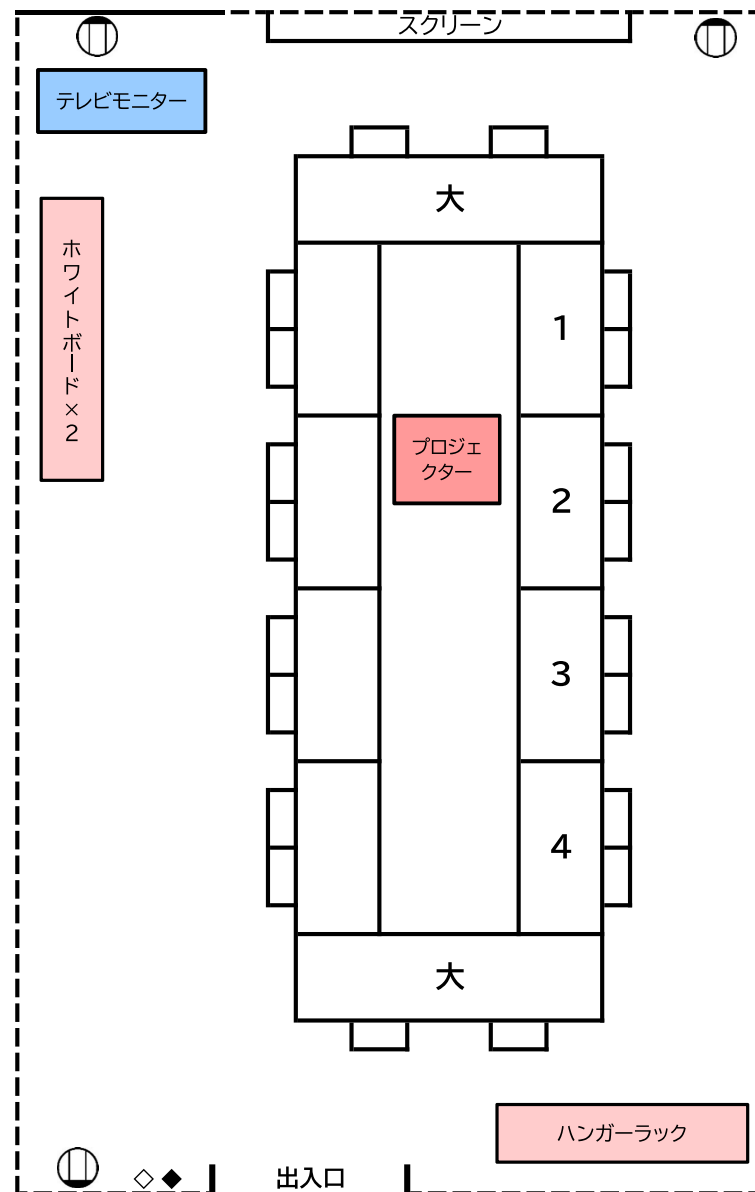 スクリーン
テレビモニター
大
ホワイトボード×2
1
プロジェ
クター
2
3
4
大
ハンガーラック
◇◆
出入口